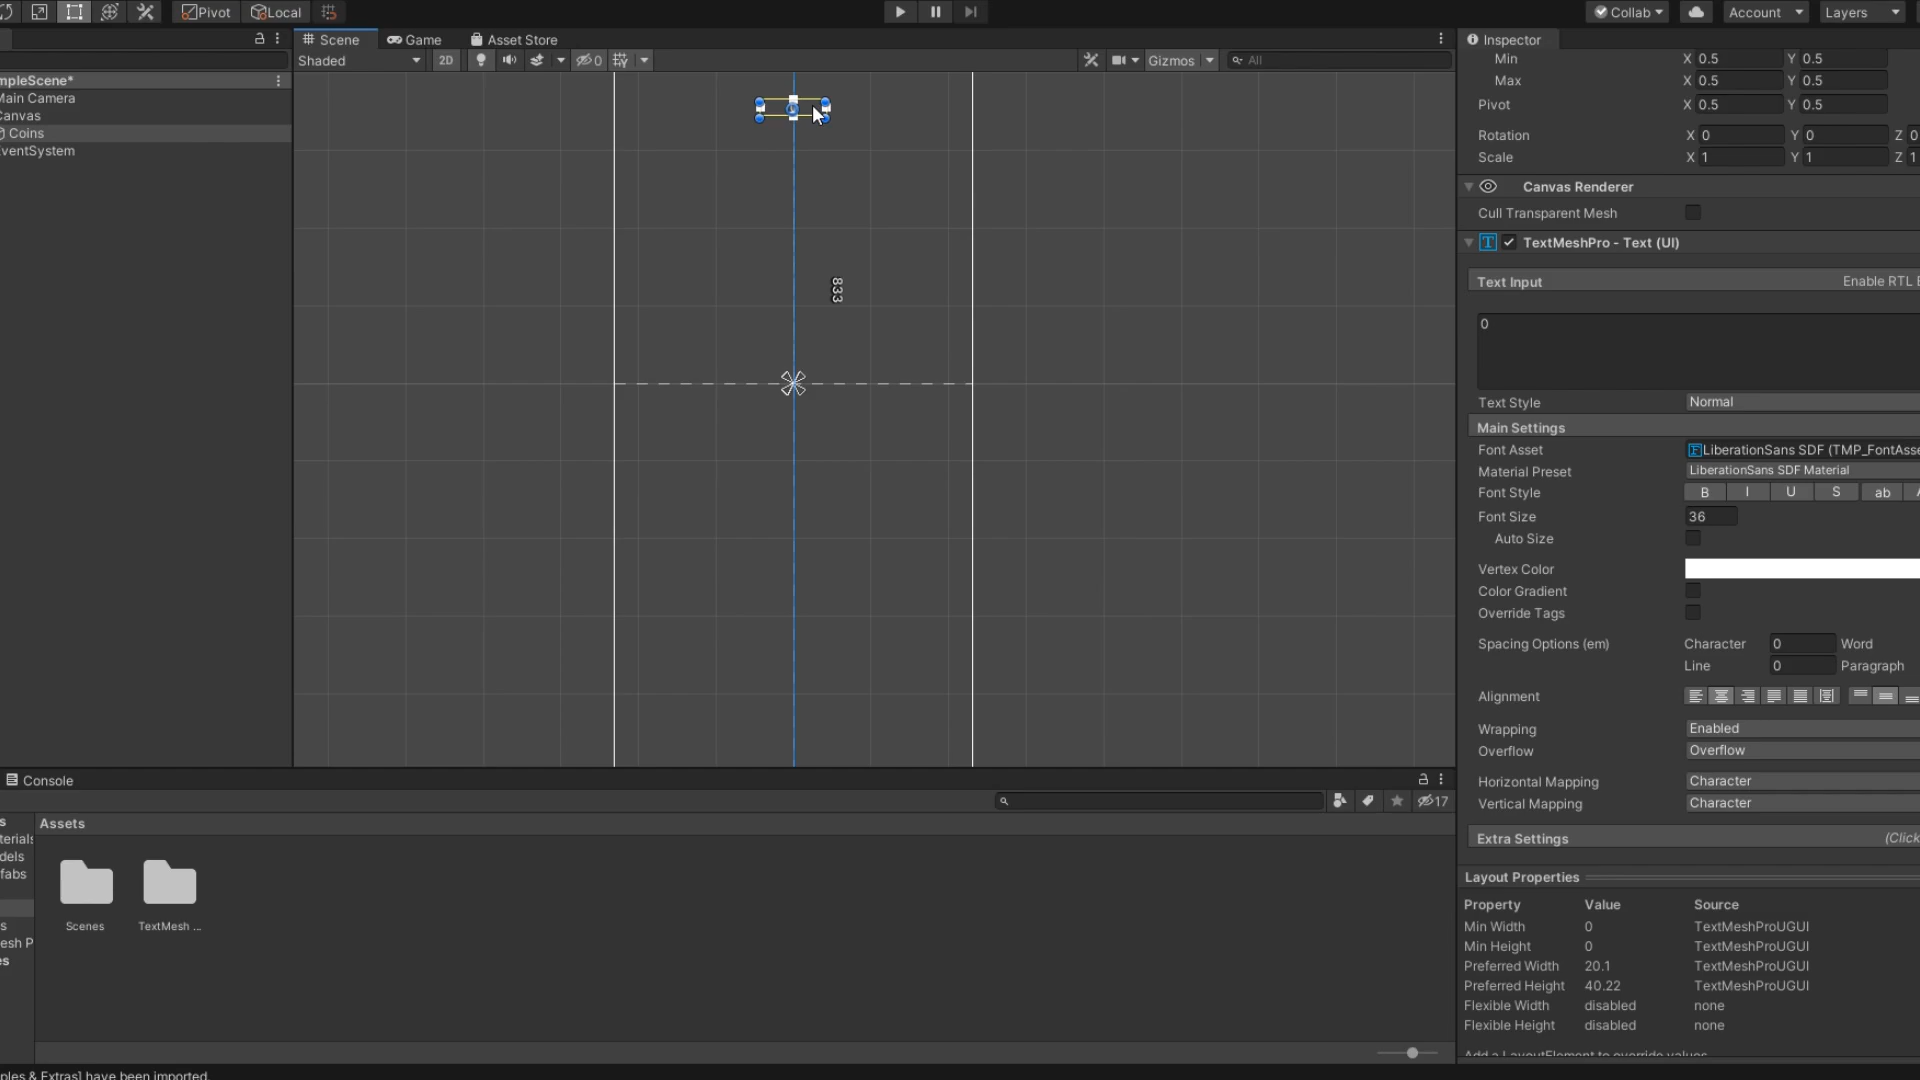 Pivot Local Collab Account Layers
Scene Game Asset Store
Shaded 2D 0 Gizmos All
mpleScene*
Main Camera
Canvas
Coins
EventSystem
833
Inspector
Min X 0.5 Y 0.5
Max X 0.5 Y 0.5
Pivot X 0.5 Y 0.5
Rotation X 0 Y 0 Z 0
Scale X 1 Y 1 Z 1
Canvas Renderer
Cull Transparent Mesh
TextMeshPro - Text (UI)
Text Input Enable RTL E
0
Text Style Normal
Main Settings
Font Asset LiberationSans SDF (TMP_FontAsse
Material Preset LiberationSans SDF Material
Font Style B I U S ab A
Font Size 36
Auto Size
Vertex Color
Color Gradient
Override Tags
Spacing Options (em) Character 0 Word
Line 0 Paragraph
Alignment
Wrapping Enabled
Overflow Overflow
Horizontal Mapping Character
Vertical Mapping Character
Extra Settings (Click
Layout Properties
Property Value Source
Min Width 0 TextMeshProUGUI
Min Height 0 TextMeshProUGUI
Preferred Width 20.1 TextMeshProUGUI
Preferred Height 40.22 TextMeshProUGUI
Flexible Width disabled none
Flexible Height disabled none
Add a LayoutElement to override values
Console
17
s
terials
dels
fabs
s
esh P
es
Assets
Scenes TextMesh ...
ples & Extras] have been imported.